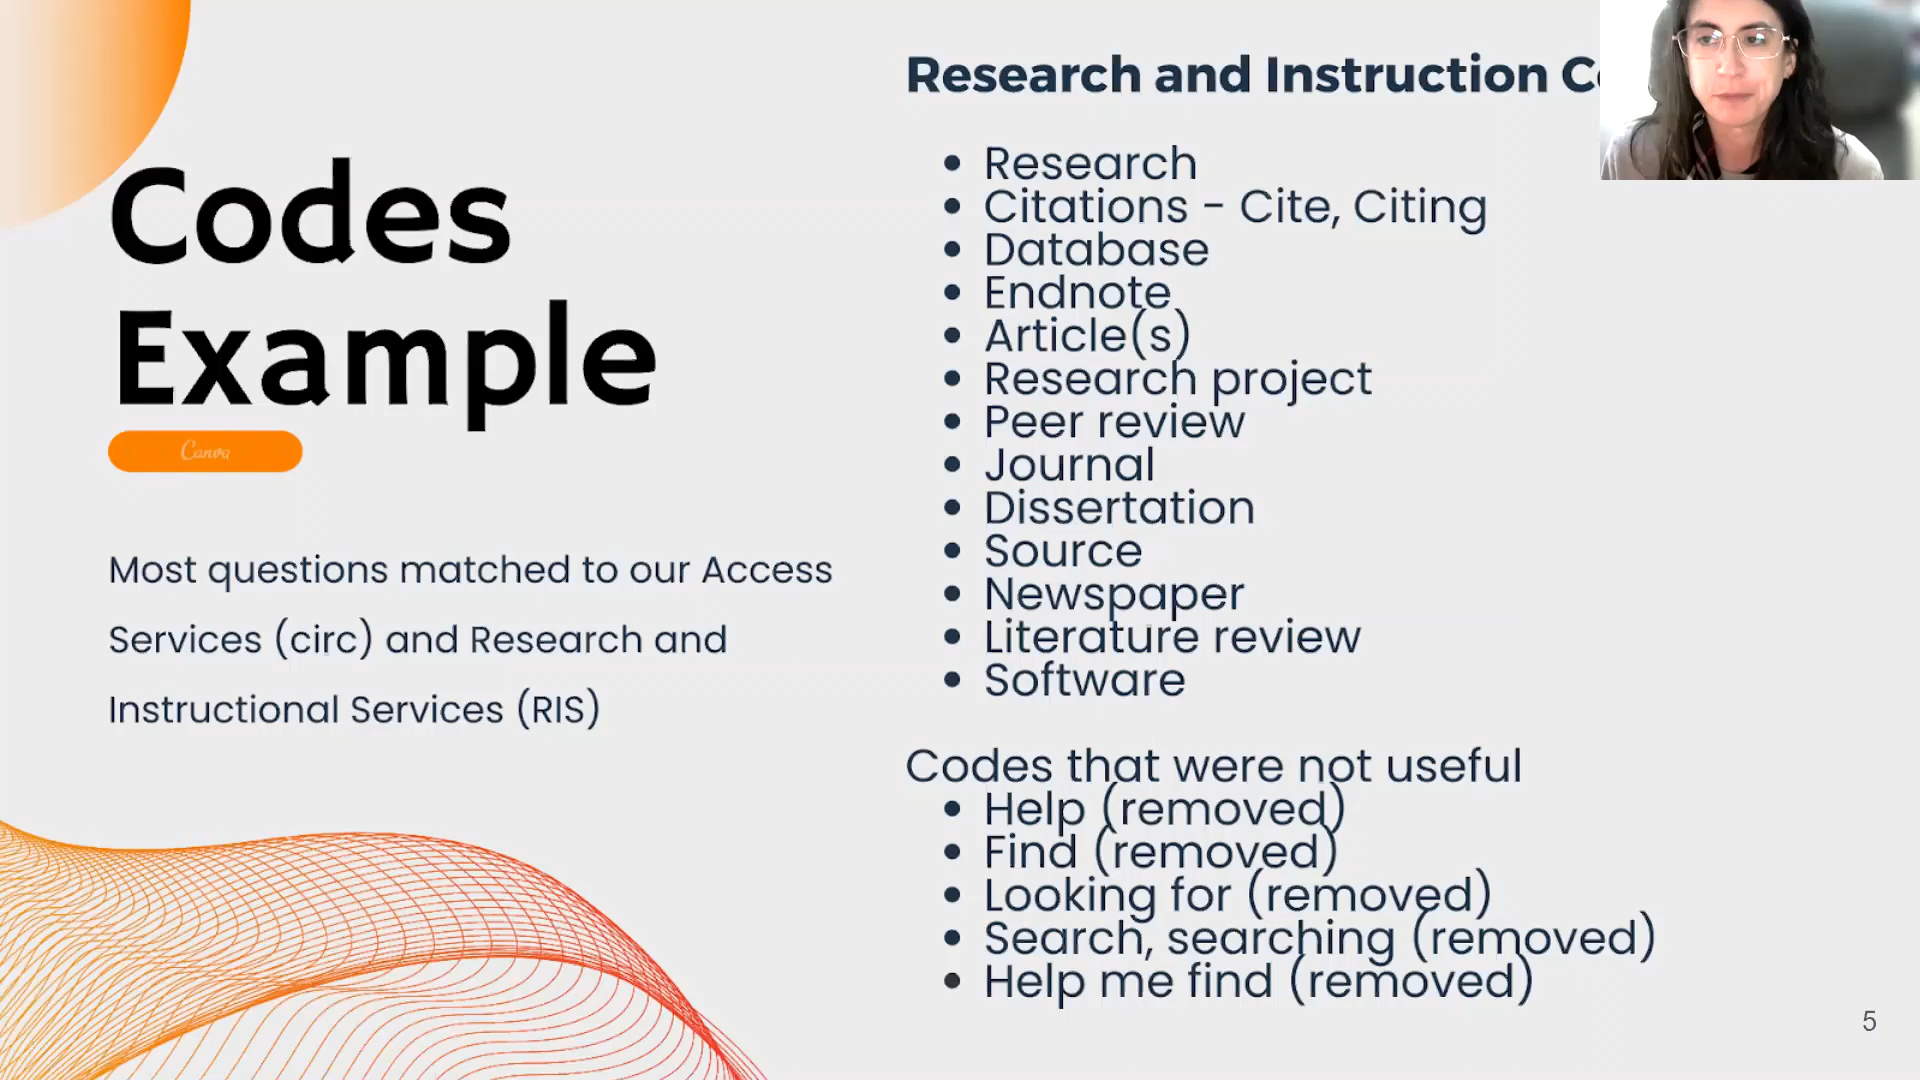 Codes
Example
Canva
Most questions matched to our Access
Services (circ) and Research and
Instructional Services (RIS)
Research and Instruction
• Research
• Citations - Cite, Citing
• Database
• Endnote
• Article(s)
• Research project
• Peer review
• Journal
• Dissertation
• Source
• Newspaper
• Literature review
• Software
Codes that were not useful
• Help (removed)
• Find (removed)
• Looking for (removed)
• Search, searching (removed)
• Help me find (removed)
5